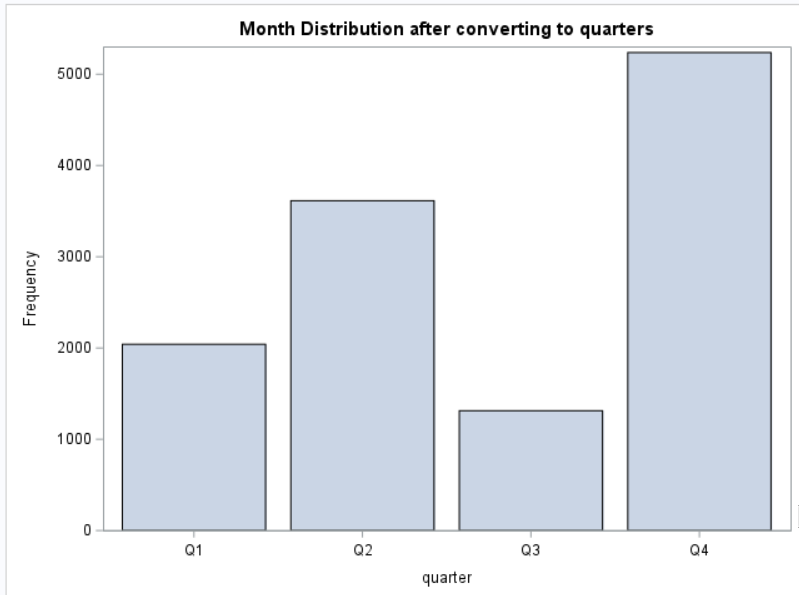 Month Distribution after converting to quarters
5000
4000
3000
2000
1000
0
Frequency
Q1 Q2 Q3 Q4
quarter